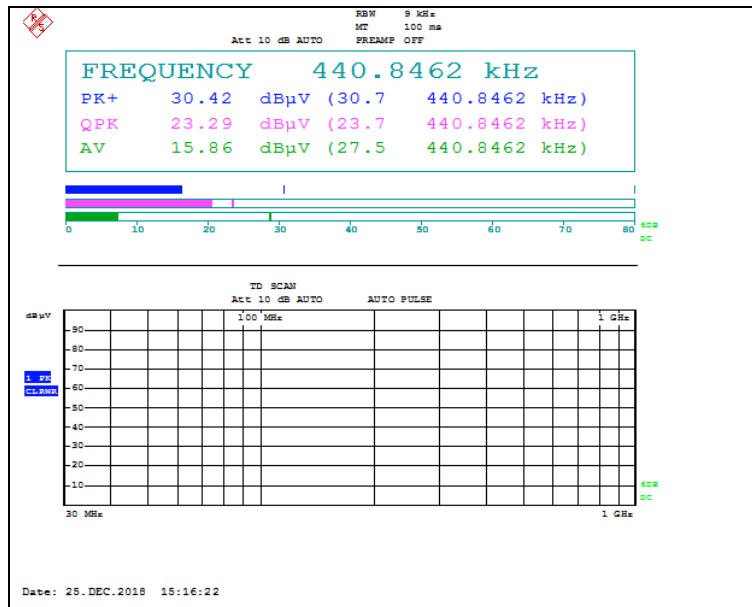 R S
RBW 9 kHz
MT 100 ms
Att 10 dB AUTO PREAMP OFF
FREQUENCY 440.8462 kHz
PK+ 30.42 dBµV (30.7 440.8462 kHz)
QPK 23.29 dBµV (23.7 440.8462 kHz)
AV 15.86 dBµV (27.5 440.8462 kHz)
0 10 20 30 40 50 60 70 80
6DB
DC
TD SCAN
Att 10 dB AUTO AUTO PULSE
dBµV
100 MHz 1 GHz
90
80
70
1 PK
CLRWR
60
50
40
30
20
10
6DB
DC
30 MHz 1 GHz
Date: 25.DEC.2018 15:16:22